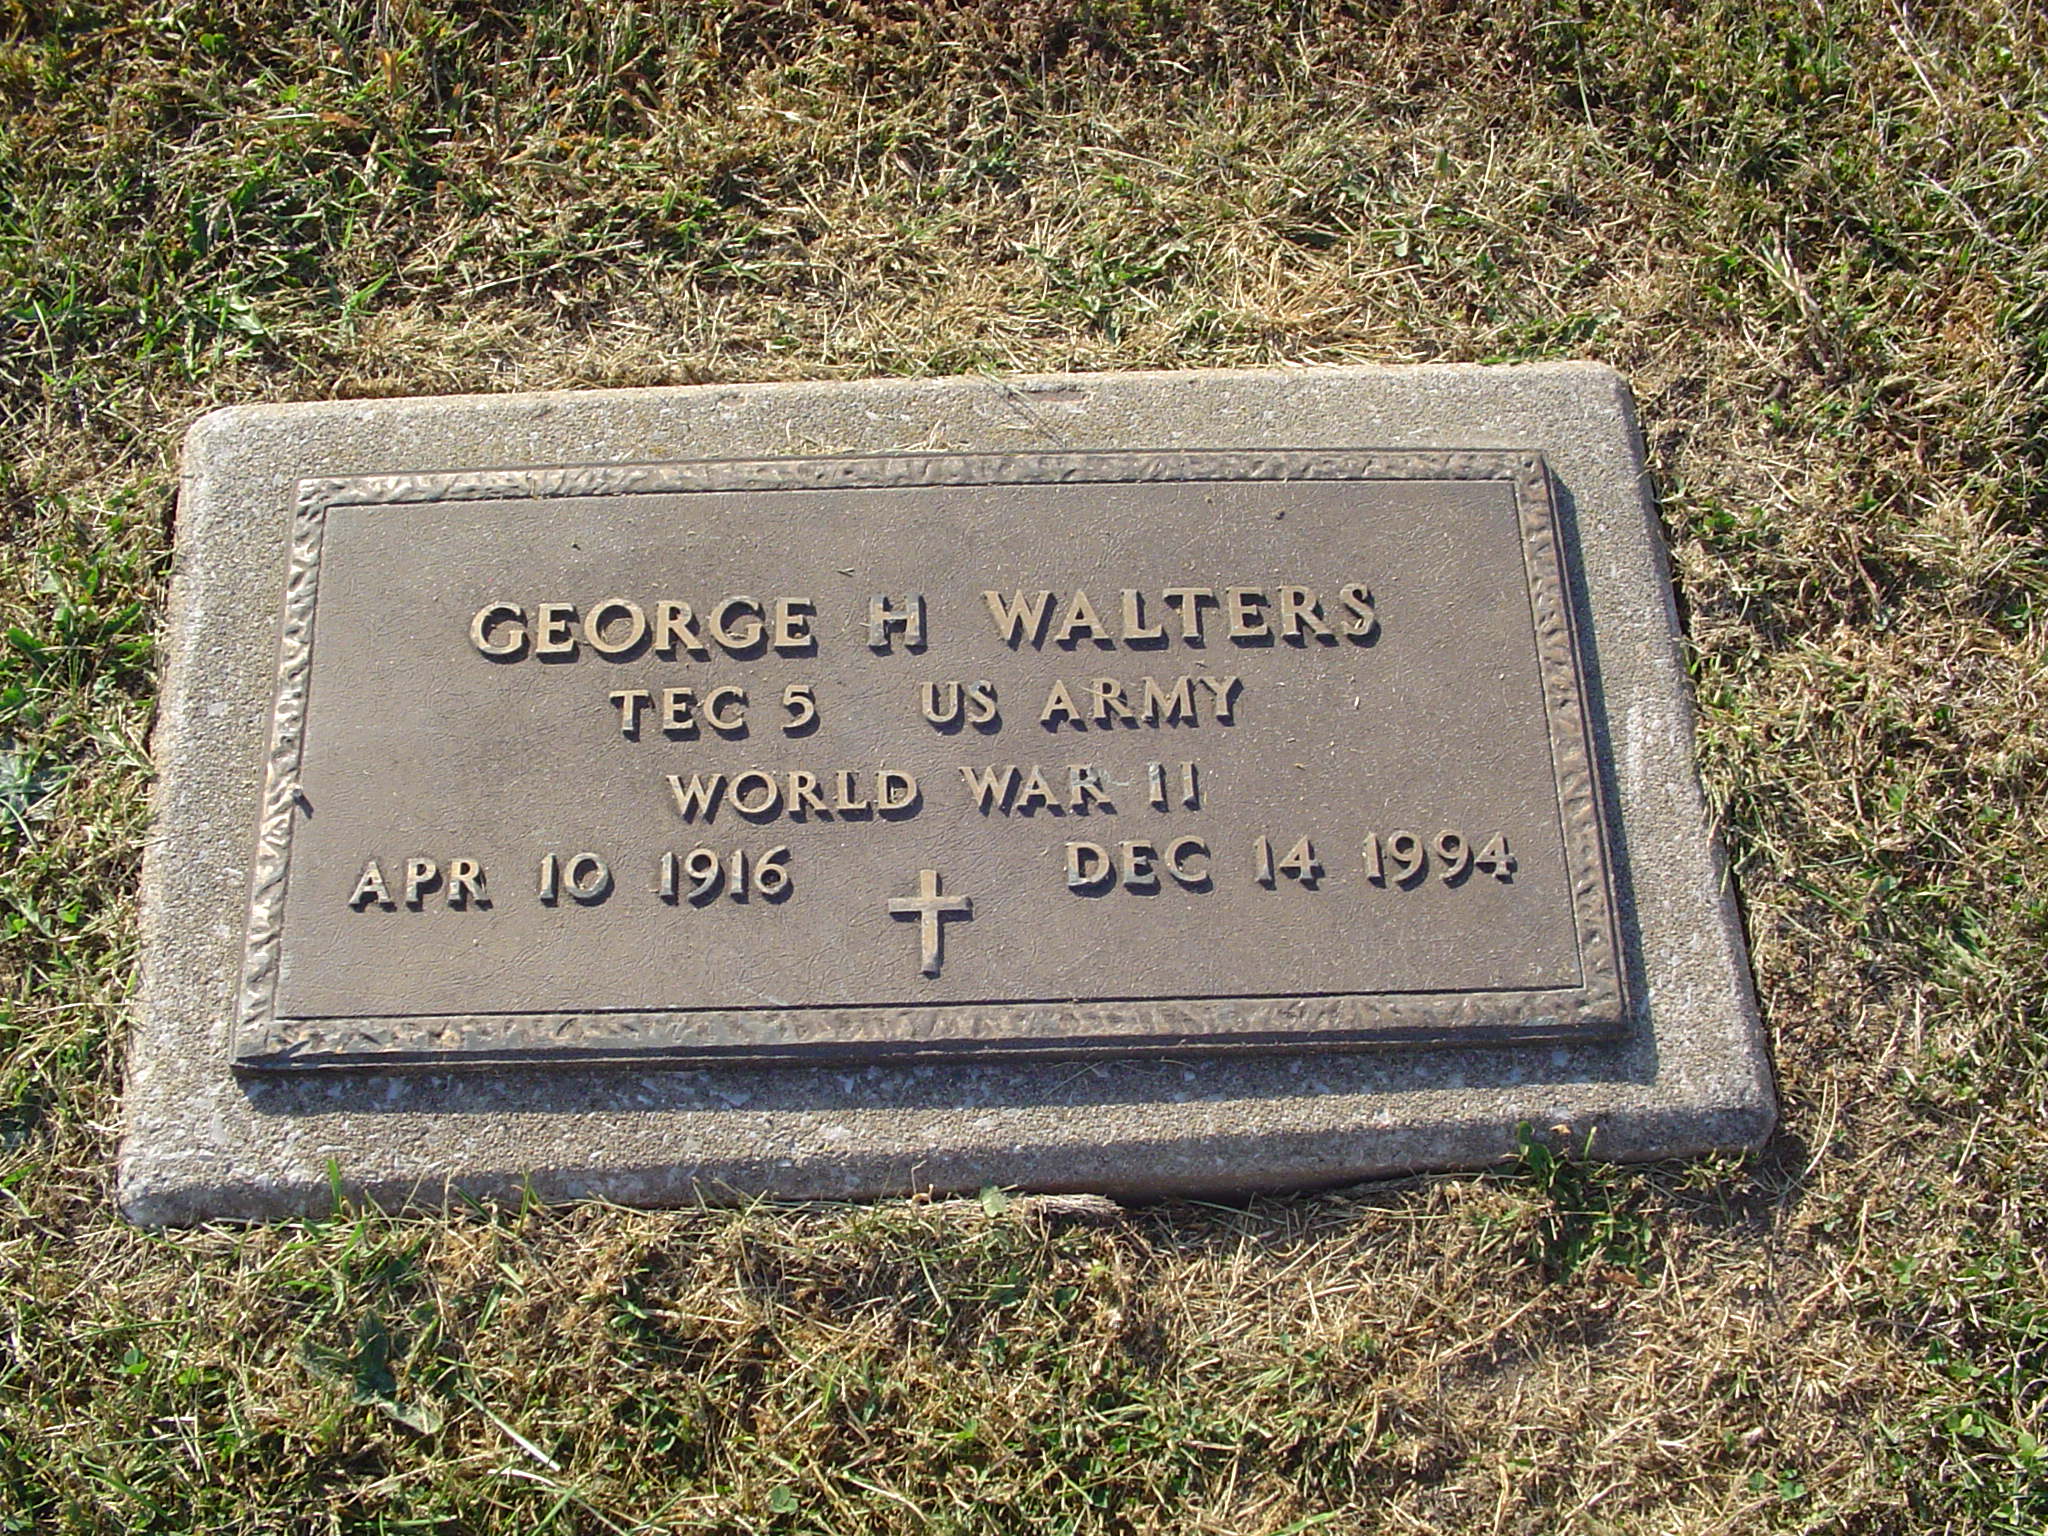 GEORGE H WALTERS
TEC 5 US ARMY
WORLD WAR II
APR 10 1916 DEC 14 1994